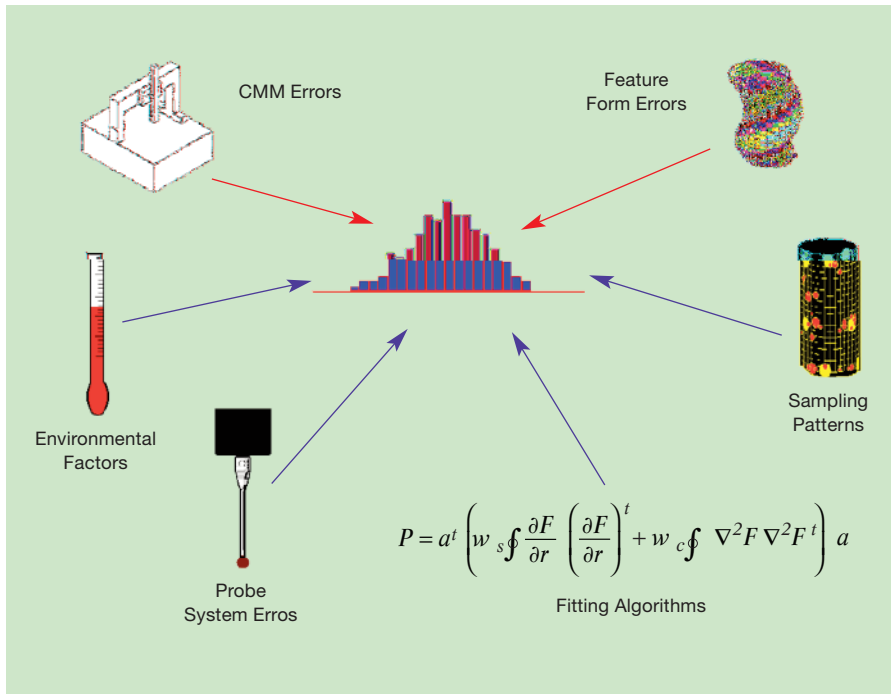 CMM Errors
Feature
Form Errors
Environmental
Factors
Sampling
Patterns
Probe
System Erros
P = a^t ( w_s ∮ ∂F/∂r (∂F/∂r)^t + w_c ∮ ∇²F ∇²F^t ) a
Fitting Algorithms